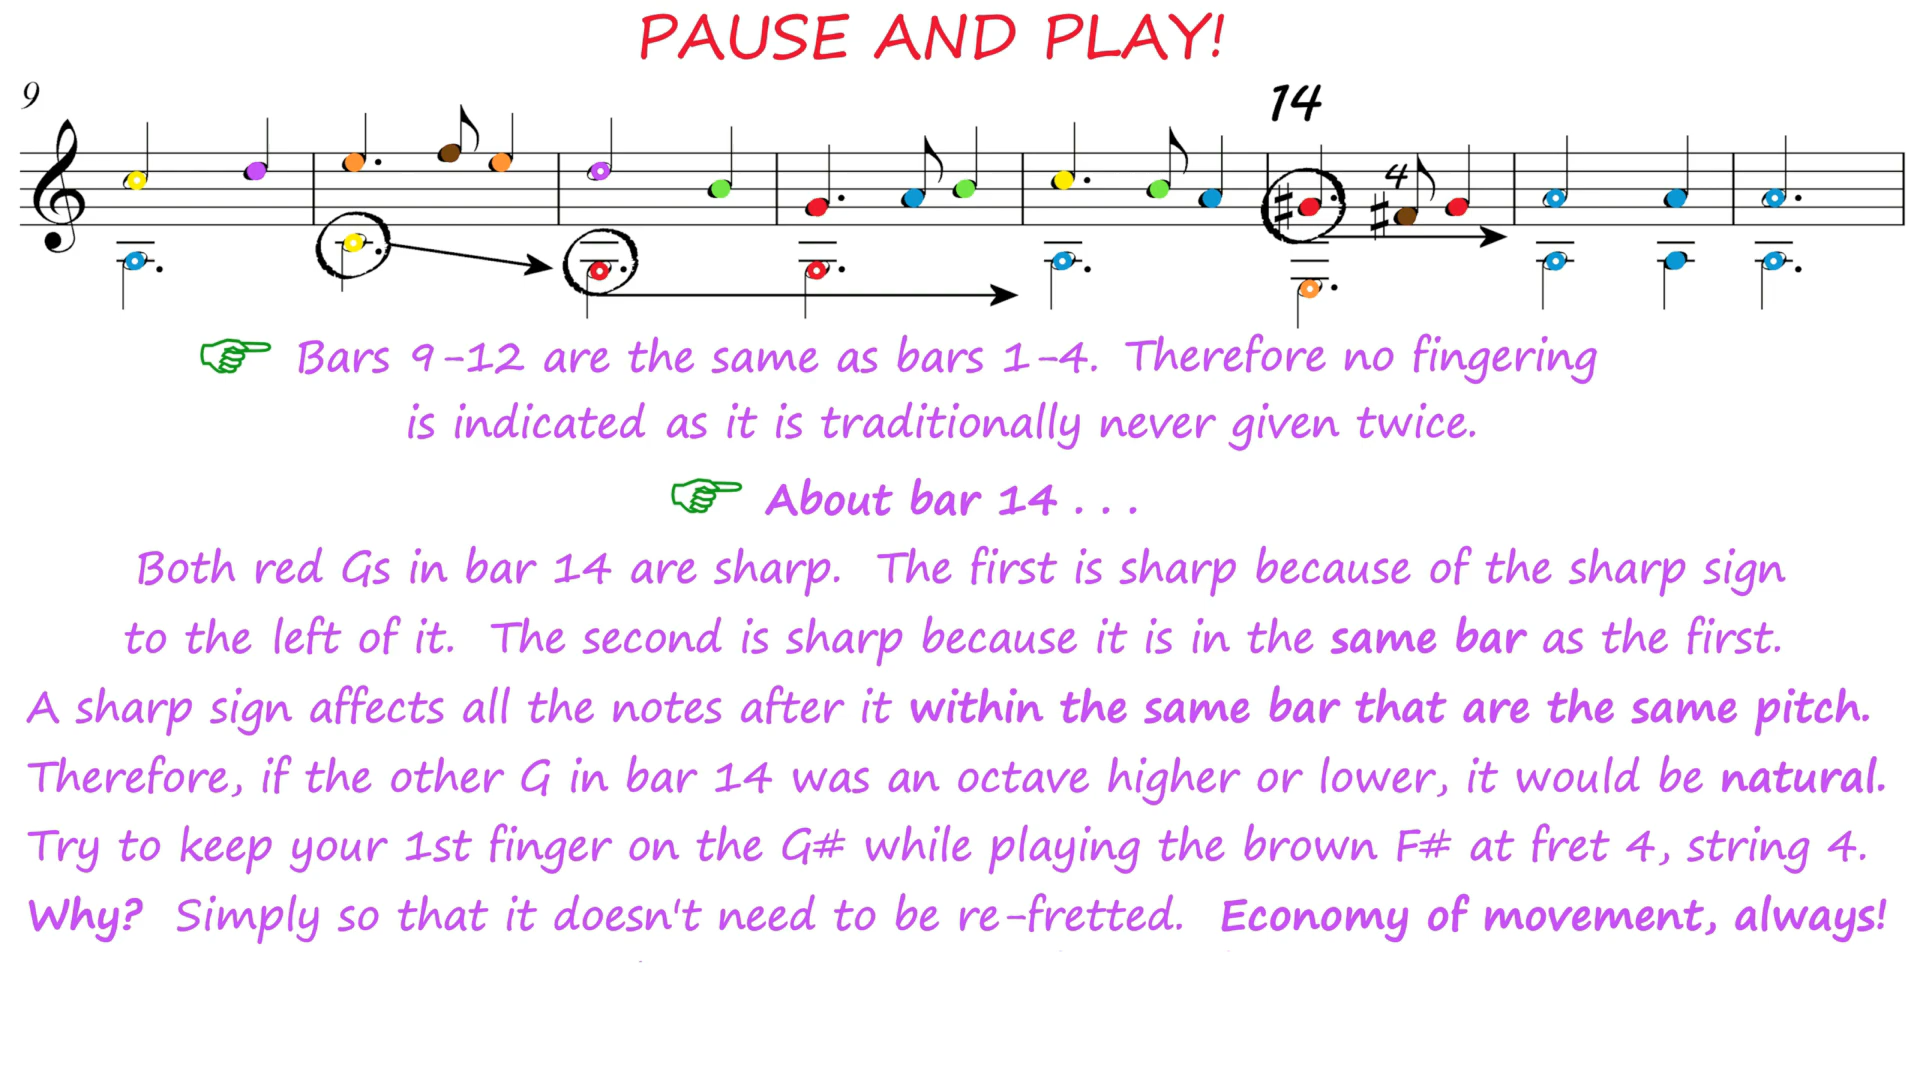 PAUSE AND PLAY!
9
14
4
Bars 9-12 are the same as bars 1-4. Therefore no fingering
is indicated as it is traditionally never given twice.
About bar 14 . . .
Both red Gs in bar 14 are sharp. The first is sharp because of the sharp sign
to the left of it. The second is sharp because it is in the same bar as the first.
A sharp sign affects all the notes after it within the same bar that are the same pitch.
Therefore, if the other G in bar 14 was an octave higher or lower, it would be natural.
Try to keep your 1st finger on the G# while playing the brown F# at fret 4, string 4.
Why? Simply so that it doesn't need to be re-fretted. Economy of movement, always!